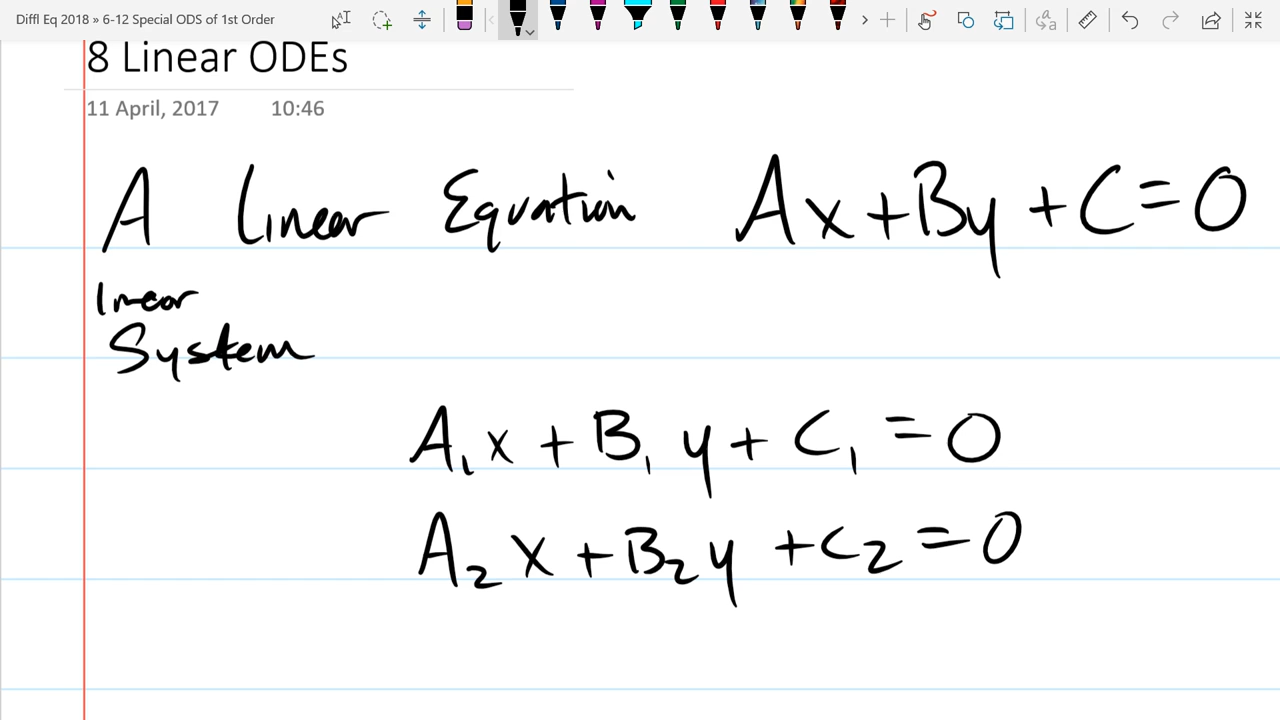 Diffl Eq 2018 » 6-12 Special ODS of 1st Order
8 Linear ODEs
11 April, 2017 10:46
A Linear Equation Ax+By+C=0
linear
System
A₁x+B₁y+C₁=0
A₂x+B₂y+C₂=0